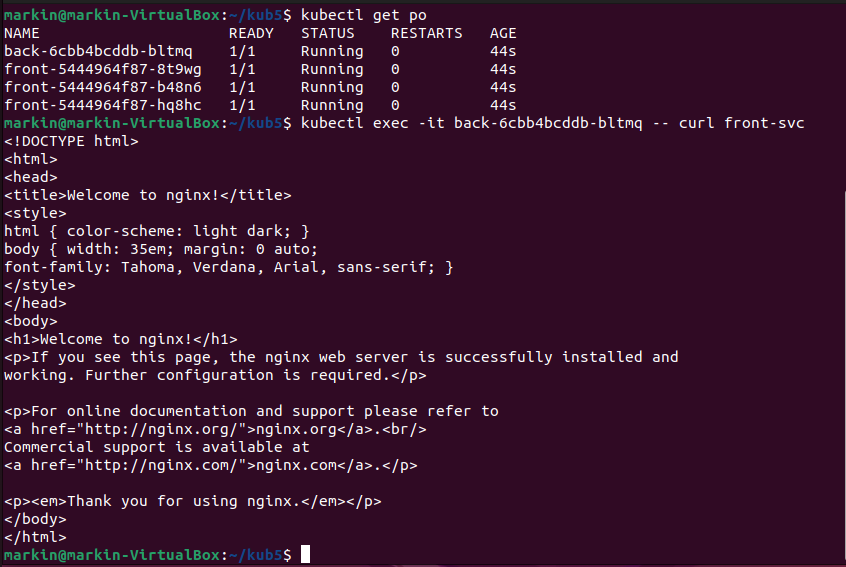 markin@markin-VirtualBox:~/kub5$ kubectl get po
NAME                     READY   STATUS    RESTARTS   AGE
back-6cbb4bcddb-bltmq    1/1     Running   0          44s
front-5444964f87-8t9wg   1/1     Running   0          44s
front-5444964f87-b48n6   1/1     Running   0          44s
front-5444964f87-hq8hc   1/1     Running   0          44s
markin@markin-VirtualBox:~/kub5$ kubectl exec -it back-6cbb4bcddb-bltmq -- curl front-svc
<!DOCTYPE html>
<html>
<head>
<title>Welcome to nginx!</title>
<style>
html { color-scheme: light dark; }
body { width: 35em; margin: 0 auto;
font-family: Tahoma, Verdana, Arial, sans-serif; }
</style>
</head>
<body>
<h1>Welcome to nginx!</h1>
<p>If you see this page, the nginx web server is successfully installed and
working. Further configuration is required.</p>

<p>For online documentation and support please refer to
<a href="http://nginx.org/">nginx.org</a>.<br/>
Commercial support is available at
<a href="http://nginx.com/">nginx.com</a>.</p>

<p><em>Thank you for using nginx.</em></p>
</body>
</html>
markin@markin-VirtualBox:~/kub5$